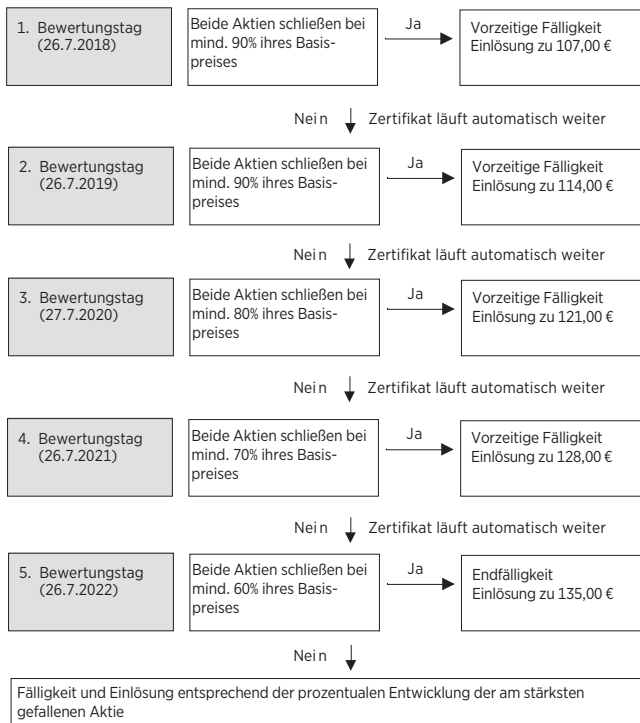 1. Bewertungstag
(26.7.2018)
Beide Aktien schließen bei
mind. 90% ihres Basis-
preises
Ja
Vorzeitige Fälligkeit
Einlösung zu 107,00 €
Nein
Zertifikat läuft automatisch weiter
2. Bewertungstag
(26.7.2019)
Beide Aktien schließen bei
mind. 90% ihres Basis-
preises
Ja
Vorzeitige Fälligkeit
Einlösung zu 114,00 €
Nein
Zertifikat läuft automatisch weiter
3. Bewertungstag
(27.7.2020)
Beide Aktien schließen bei
mind. 80% ihres Basis-
preises
Ja
Vorzeitige Fälligkeit
Einlösung zu 121,00 €
Nein
Zertifikat läuft automatisch weiter
4. Bewertungstag
(26.7.2021)
Beide Aktien schließen bei
mind. 70% ihres Basis-
preises
Ja
Vorzeitige Fälligkeit
Einlösung zu 128,00 €
Nein
Zertifikat läuft automatisch weiter
5. Bewertungstag
(26.7.2022)
Beide Aktien schließen bei
mind. 60% ihres Basis-
preises
Ja
Endfälligkeit
Einlösung zu 135,00 €
Nein
Fälligkeit und Einlösung entsprechend der prozentualen Entwicklung der am stärksten
gefallenen Aktie